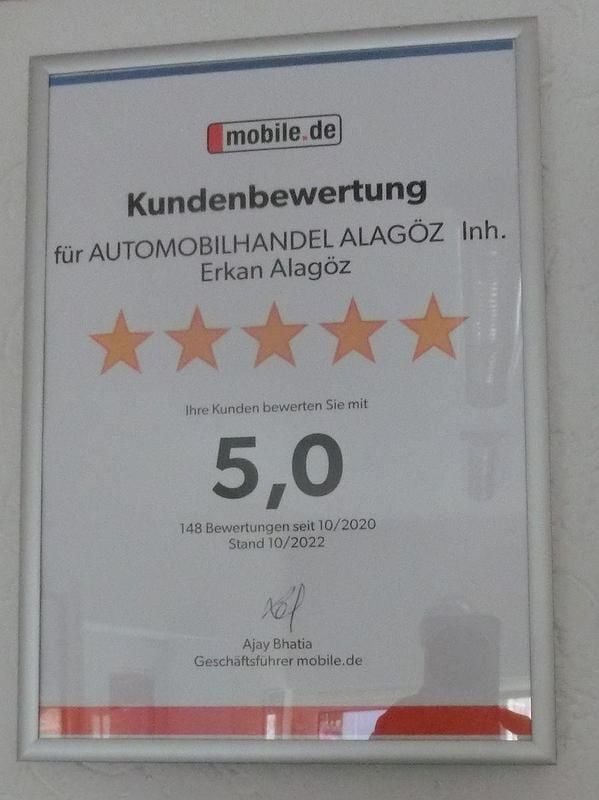 mobile.de
Kundenbewertung
für AUTOMOBILHANDEL ALAGÖZ Inh.
Erkan Alagöz
Ihre Kunden bewerten Sie mit
5,0
148 Bewertungen seit 10/2020
Stand 10/2022
Ajay Bhatia
Geschäftsführer mobile.de